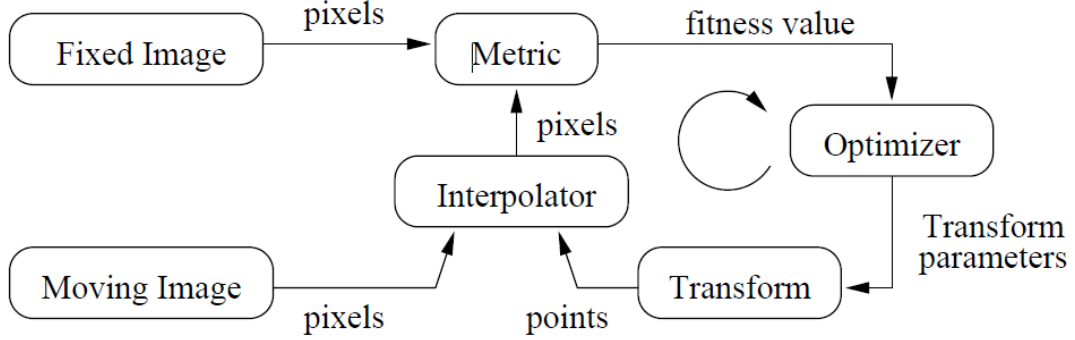 pixels
fitness value
Fixed Image
Metric
pixels
Optimizer
Interpolator
Transform
parameters
Moving Image
Transform
pixels
points